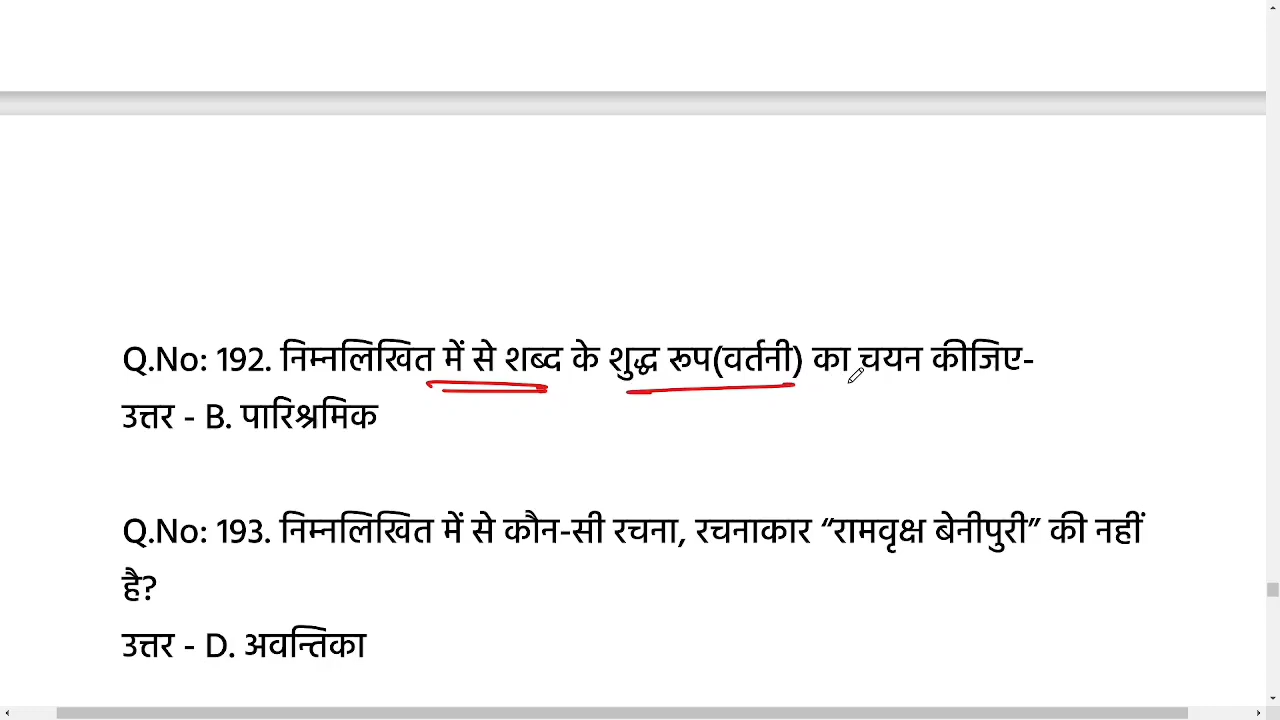 Q.No: 192. निम्नलिखित में से शब्द के शुद्ध रूप(वर्तनी) का चयन कीजिए-
उत्तर - B. पारिश्रमिक
Q.No: 193. निम्नलिखित में से कौन-सी रचना, रचनाकार “रामवृक्ष बेनीपुरी” की नहीं
है?
उत्तर - D. अवन्तिका